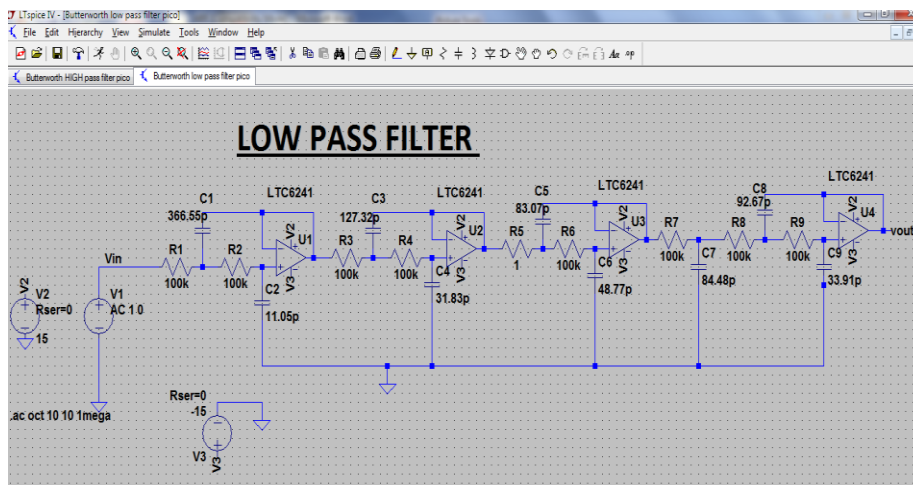 LTspice IV - [Butterworth low pass filter pico]
File Edit Hierarchy View Simulate Tools Window Help
Butterworth HIGH pass filter pico Butterworth low pass filter pico
LOW PASS FILTER
C1
366.55p
LTC6241
C3
127.32p
LTC6241
C5
83.07p
LTC6241
C8
92.67p
LTC6241
V2
U1
V3
V2
U2
V3
V2
U3
V3
V2
U4
V3
vout
Vin
R1
100k
R2
100k
R3
100k
R4
100k
R5
1
R6
100k
R7
100k
R8
100k
R9
100k
C2
11.05p
C4
31.83p
C6
48.77p
C7
84.48p
C9
33.91p
V2
V2
Rser=0
15
V1
AC 1 0
.ac oct 10 10 1mega
Rser=0
-15
V3
V3